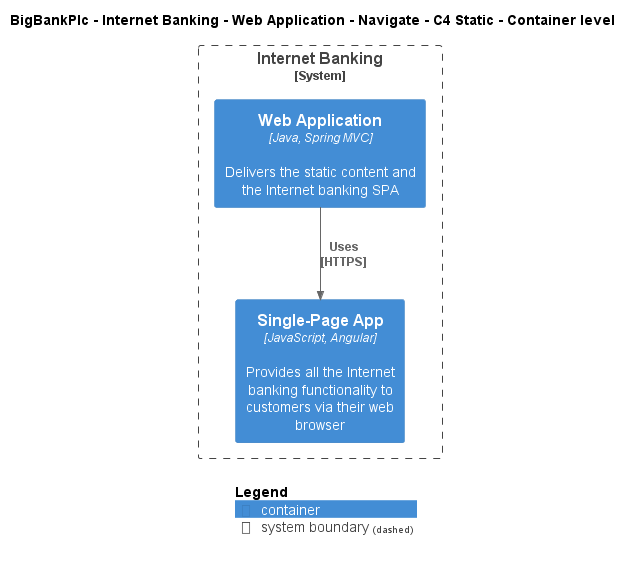 BigBankPlc - Internet Banking - Web Application - Navigate - C4 Static - Container level
Internet Banking
[System]
Web Application
[Java, Spring MVC]
Delivers the static content and
the Internet banking SPA
Uses
[HTTPS]
Single-Page App
[JavaScript, Angular]
Provides all the Internet
banking functionality to
customers via their web
browser
Legend
container
system boundary (dashed)